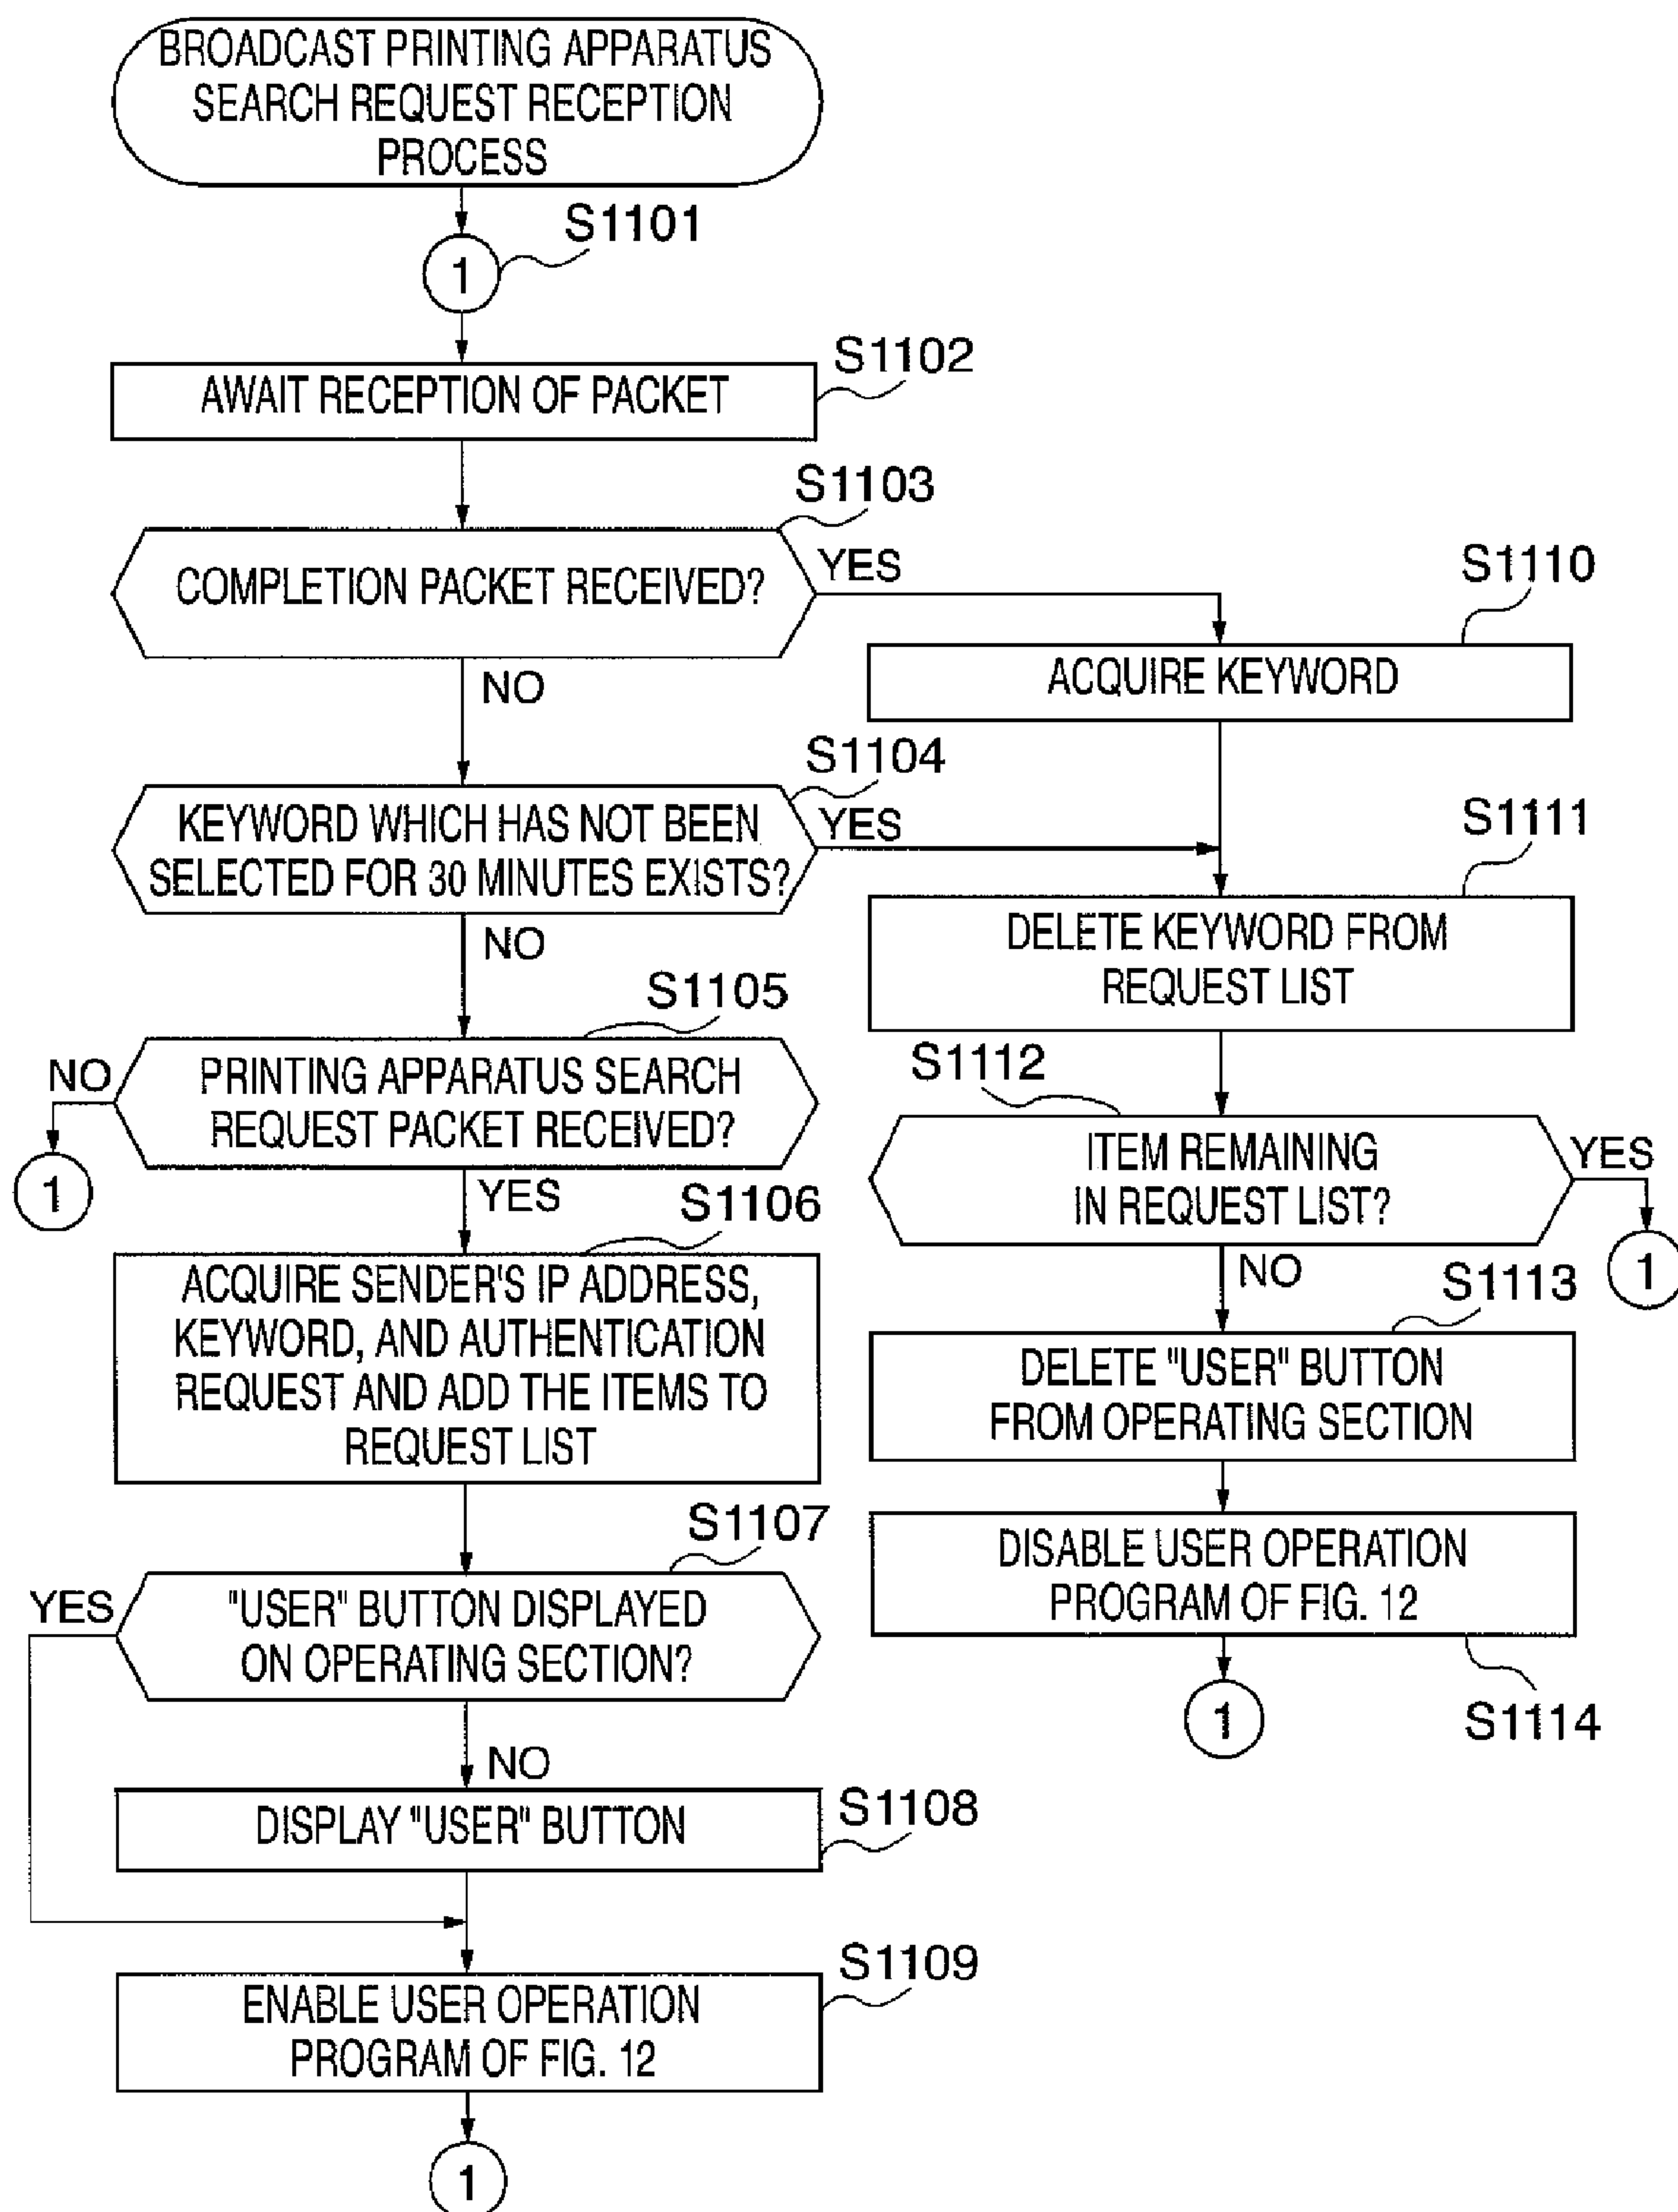 BROADCAST PRINTING APPARATUS
SEARCH REQUEST RECEPTION
PROCESS
S1101
1
S1102
AWAIT RECEPTION OF PACKET
S1103
COMPLETION PACKET RECEIVED?
YES
NO
S1110
ACQUIRE KEYWORD
S1104
KEYWORD WHICH HAS NOT BEEN
SELECTED FOR 30 MINUTES EXISTS?
YES
NO
S1111
DELETE KEYWORD FROM
REQUEST LIST
S1105
PRINTING APPARATUS SEARCH
REQUEST PACKET RECEIVED?
NO
1
YES
S1112
ITEM REMAINING
IN REQUEST LIST?
YES
1
NO
S1106
ACQUIRE SENDER'S IP ADDRESS,
KEYWORD, AND AUTHENTICATION
REQUEST AND ADD THE ITEMS TO
REQUEST LIST
S1113
DELETE "USER" BUTTON
FROM OPERATING SECTION
S1107
"USER" BUTTON DISPLAYED
ON OPERATING SECTION?
YES
NO
DISABLE USER OPERATION
PROGRAM OF FIG. 12
S1114
1
S1108
DISPLAY "USER" BUTTON
S1109
ENABLE USER OPERATION
PROGRAM OF FIG. 12
1